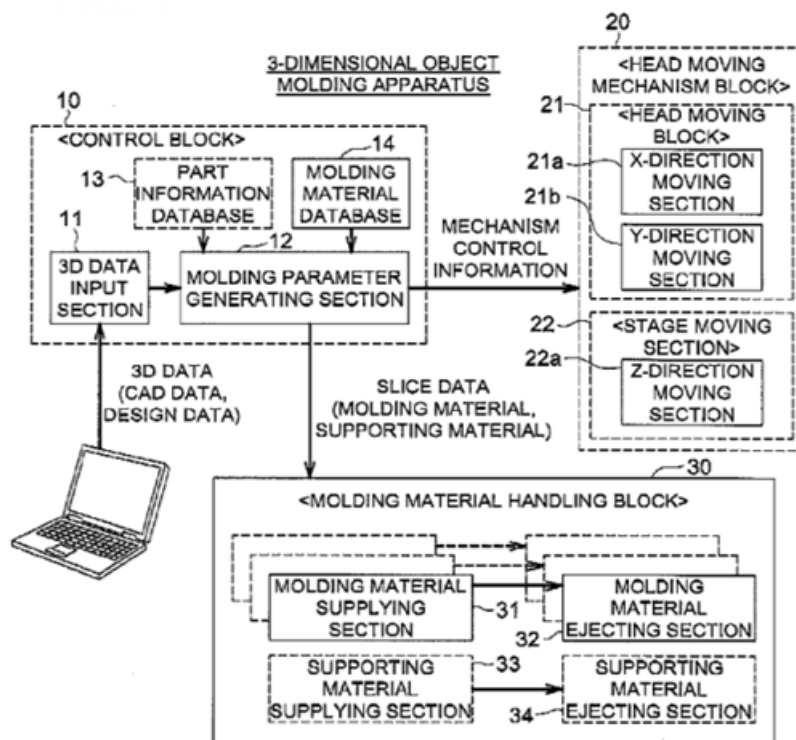 3-DIMENSIONAL OBJECT
MOLDING APPARATUS
10
<CONTROL BLOCK>
13
PART
INFORMATION
DATABASE
14
MOLDING
MATERIAL
DATABASE
11
3D DATA
INPUT
SECTION
12
MOLDING PARAMETER
GENERATING SECTION
MECHANISM
CONTROL
INFORMATION
20
<HEAD MOVING
MECHANISM BLOCK>
21
<HEAD MOVING
BLOCK>
21a
X-DIRECTION
MOVING
SECTION
21b
Y-DIRECTION
MOVING
SECTION
22
<STAGE MOVING
SECTION>
22a
Z-DIRECTION
MOVING
SECTION
3D DATA
(CAD DATA,
DESIGN DATA)
SLICE DATA
(MOLDING MATERIAL,
SUPPORTING MATERIAL)
30
<MOLDING MATERIAL HANDLING BLOCK>
MOLDING MATERIAL
SUPPLYING
SECTION
31
MOLDING
MATERIAL
EJECTING SECTION
32
SUPPORTING
MATERIAL
SUPPLYING SECTION
33
SUPPORTING
MATERIAL
EJECTING SECTION
34